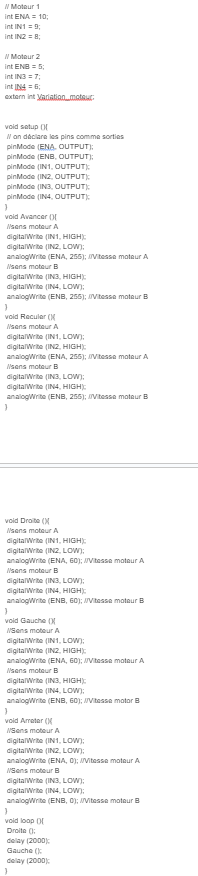 // Moteur 1
int ENA = 10;
int IN1 = 9;
int IN2 = 8;
// Moteur 2
int ENB = 5;
int IN3 = 7;
int IN4 = 6;
extern int Variation_moteur;
void setup (){
// on déclare les pins comme sorties
pinMode (ENA, OUTPUT);
pinMode (ENB, OUTPUT);
pinMode (IN1, OUTPUT);
pinMode (IN2, OUTPUT);
pinMode (IN3, OUTPUT);
pinMode (IN4, OUTPUT);
}
void Avancer (){
//sens moteur A
digitalWrite (IN1, HIGH);
digitalWrite (IN2, LOW);
analogWrite (ENA, 255); //Vitesse moteur A
//sens moteur B
digitalWrite (IN3, HIGH);
digitalWrite (IN4, LOW);
analogWrite (ENB, 255); //Vitesse moteur B
}
void Reculer (){
//sens moteur A
digitalWrite (IN1, LOW);
digitalWrite (IN2, HIGH);
analogWrite (ENA, 255); //Vitesse moteur A
//sens moteur B
digitalWrite (IN3, LOW);
digitalWrite (IN4, HIGH);
analogWrite (ENB, 255); //Vitesse moteur B
}
void Droite (){
//sens moteur A
digitalWrite (IN1, HIGH);
digitalWrite (IN2, LOW);
analogWrite (ENA, 60); //Vitesse moteur A
//sens moteur B
digitalWrite (IN3, LOW);
digitalWrite (IN4, HIGH);
analogWrite (ENB, 60); //Vitesse moteur B
}
void Gauche (){
//Sens moteur A
digitalWrite (IN1, LOW);
digitalWrite (IN2, HIGH);
analogWrite (ENA, 60); //Vitesse moteur A
//sens moteur B
digitalWrite (IN3, HIGH);
digitalWrite (IN4, LOW);
analogWrite (ENB, 60); //Vitesse motor B
}
void Arreter (){
//Sens moteur A
digitalWrite (IN1, LOW);
digitalWrite (IN2, LOW);
analogWrite (ENA, 0); //Vitesse moteur A
//Sens moteur B
digitalWrite (IN3, LOW);
digitalWrite (IN4, LOW);
analogWrite (ENB, 0); //Vitesse moteur B
}
void loop (){
Droite ();
delay (2000);
Gauche ();
delay (2000);
}